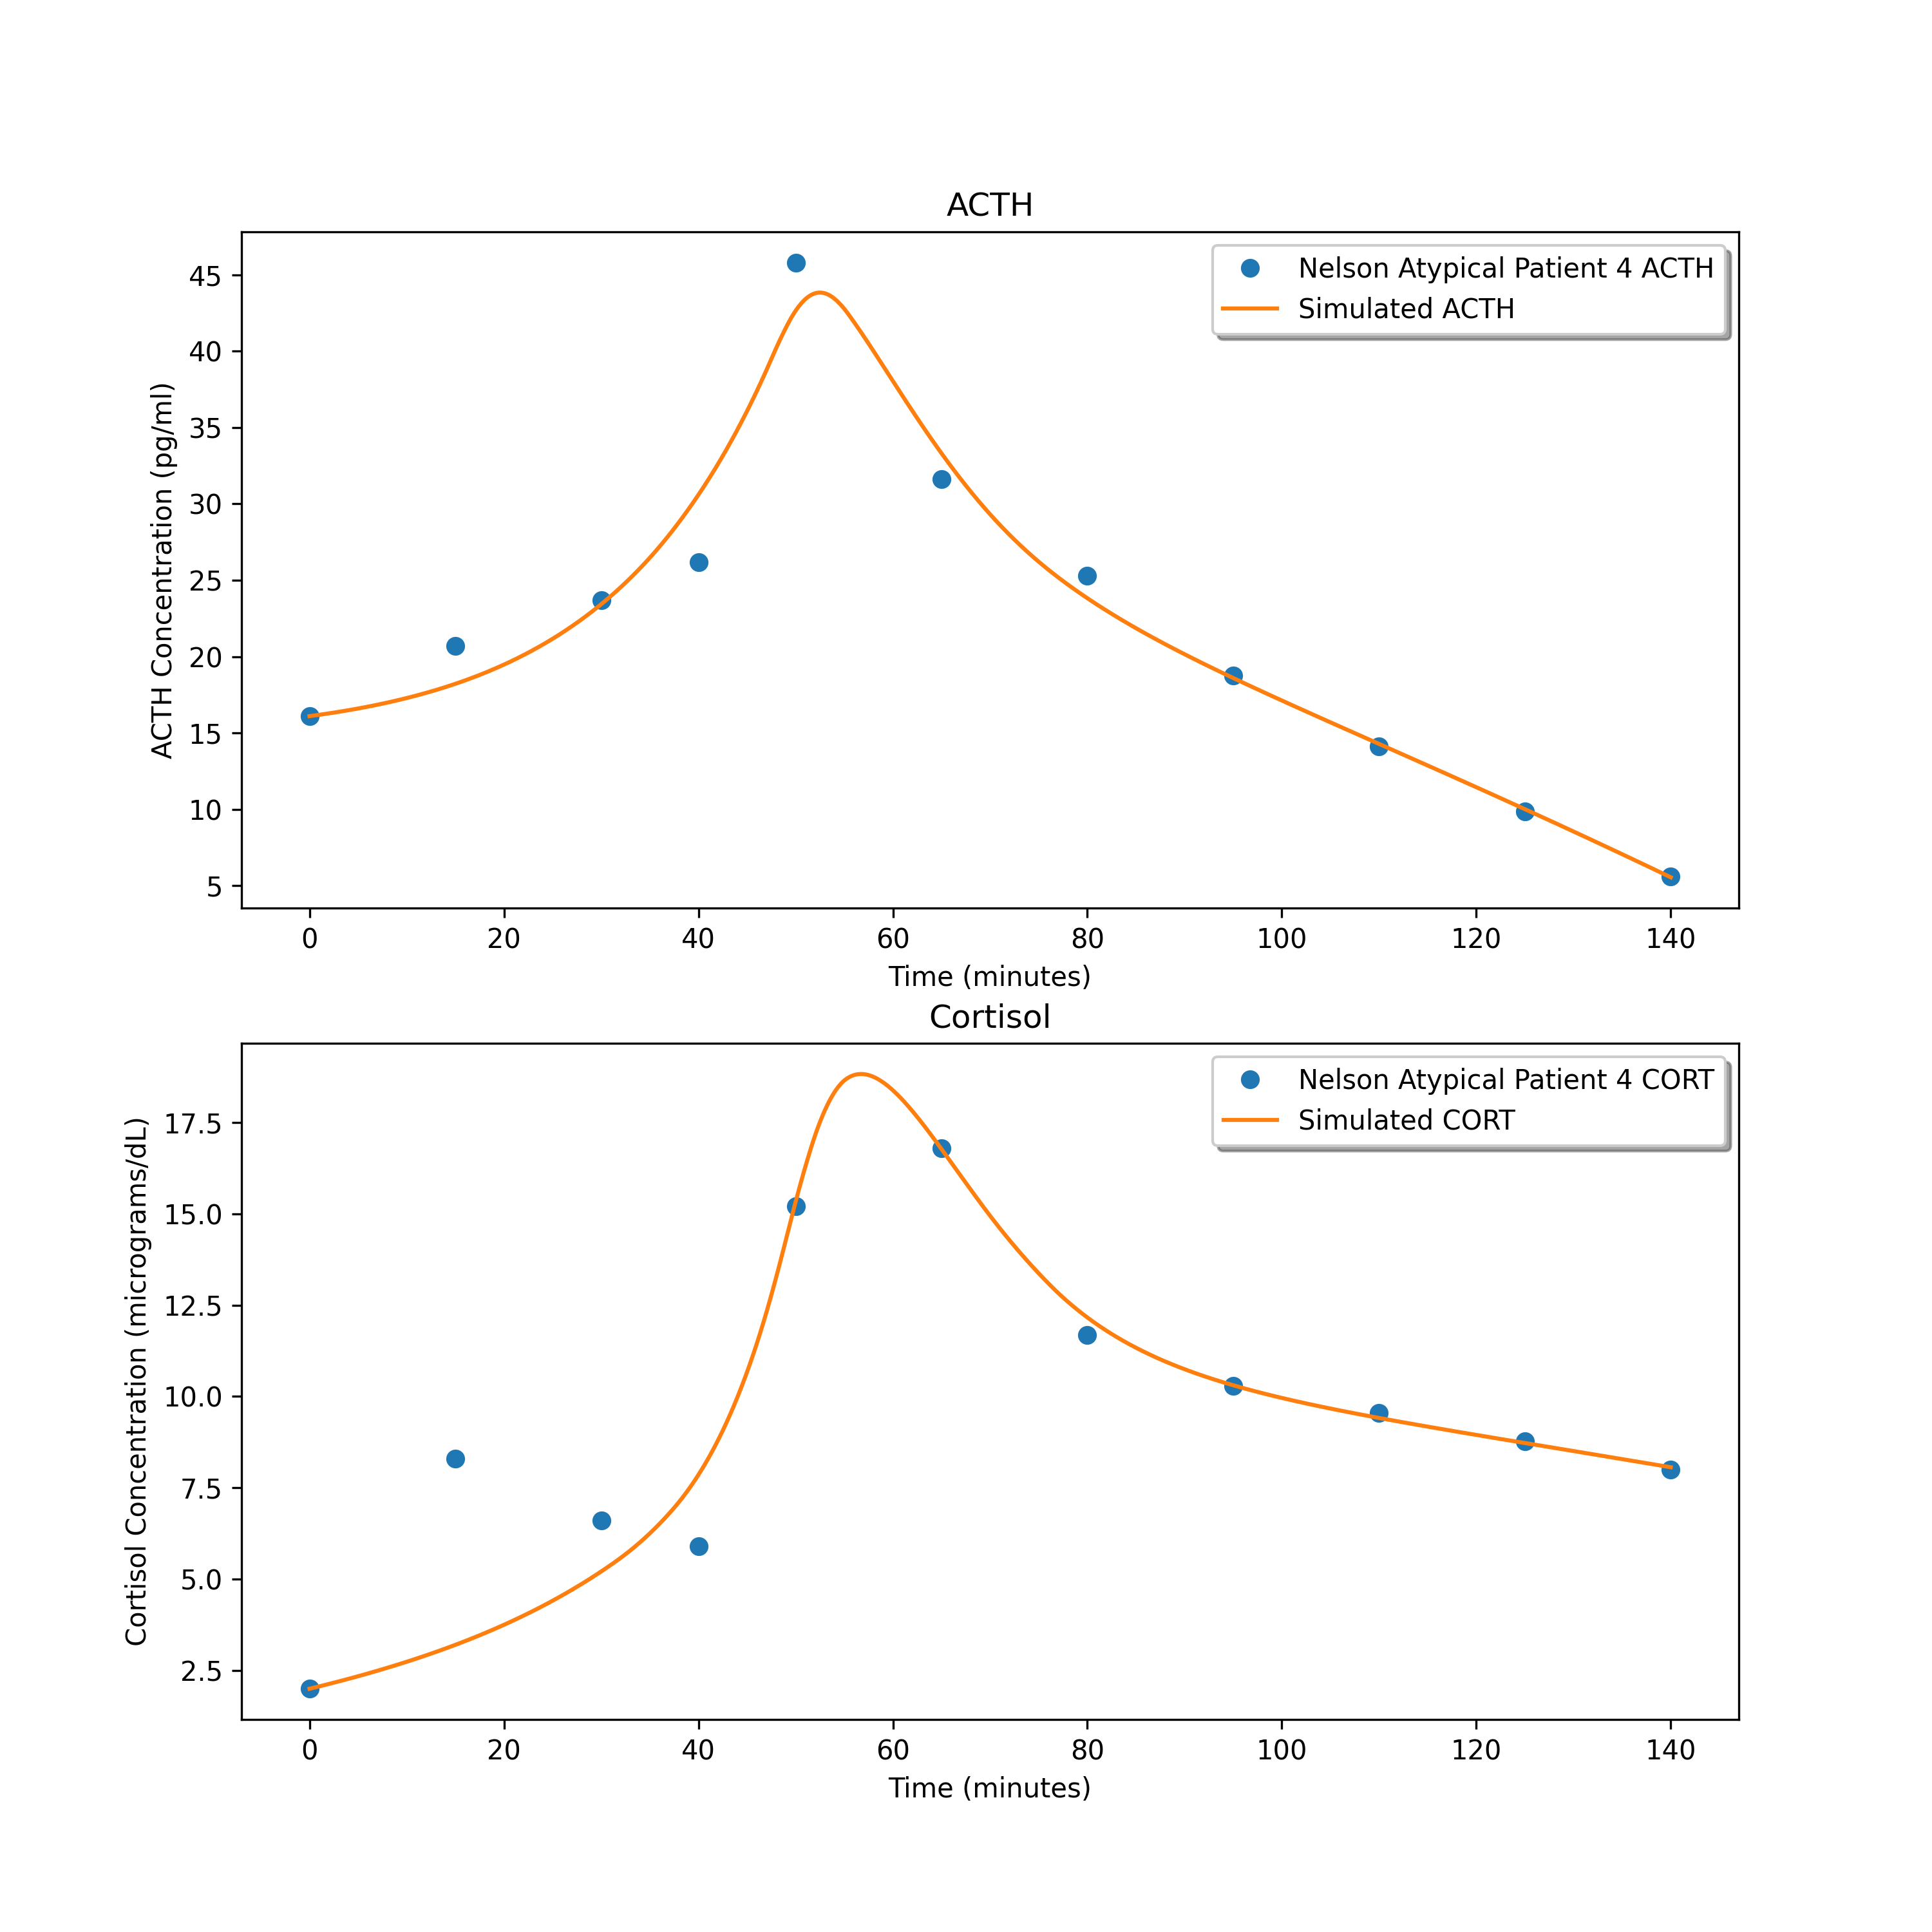 ACTH
Nelson Atypical Patient 4 ACTH
Simulated ACTH
ACTH Concentration (pg/ml)
45
40
35
30
25
20
15
10
5
0 20 40 60 80 100 120 140
Time (minutes)
Cortisol
Nelson Atypical Patient 4 CORT
Simulated CORT
Cortisol Concentration (micrograms/dL)
17.5
15.0
12.5
10.0
7.5
5.0
2.5
0 20 40 60 80 100 120 140
Time (minutes)